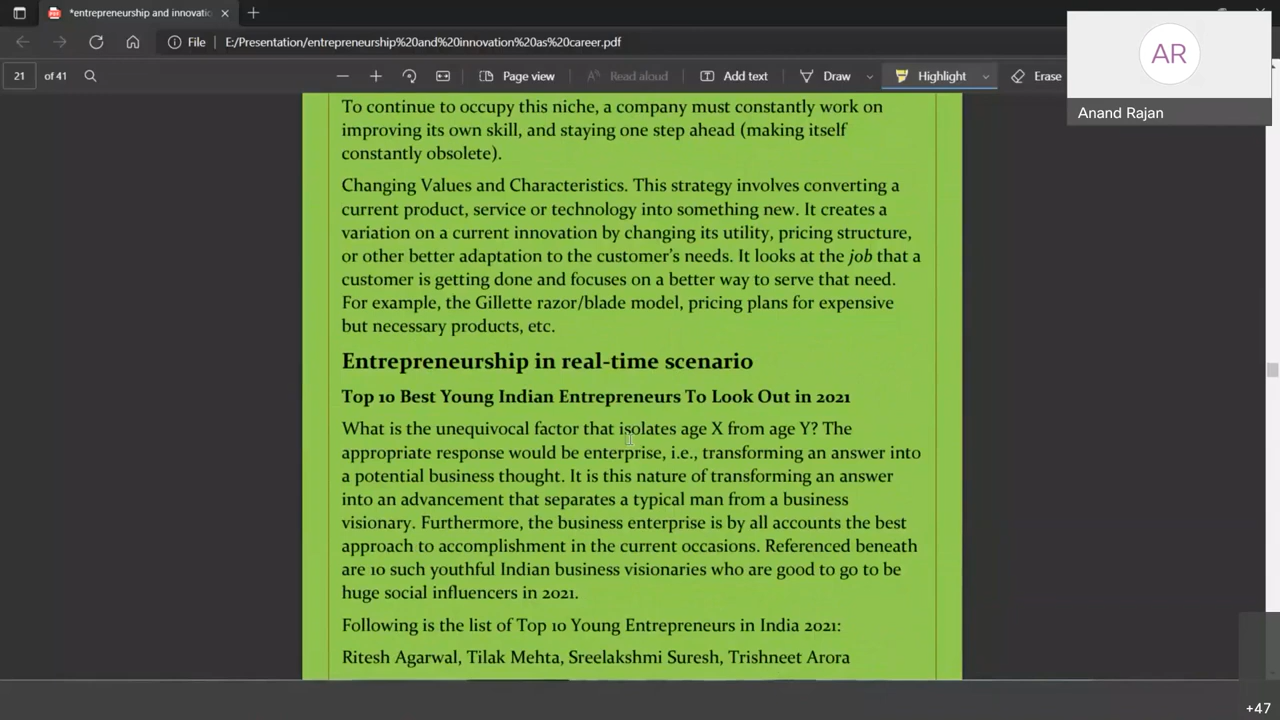 *entrepreneurship and innovatio
File
E:/Presentation/entrepreneurship%20and%20innovation%20as%20career.pdf
21 of 41
Page view
Read aloud
Add text
Draw
Highlight
Erase
AR
Anand Rajan
To continue to occupy this niche, a company must constantly work on
improving its own skill, and staying one step ahead (making itself
constantly obsolete).
Changing Values and Characteristics. This strategy involves converting a
current product, service or technology into something new. It creates a
variation on a current innovation by changing its utility, pricing structure,
or other better adaptation to the customer's needs. It looks at the job that a
customer is getting done and focuses on a better way to serve that need.
For example, the Gillette razor/blade model, pricing plans for expensive
but necessary products, etc.
Entrepreneurship in real-time scenario
Top 10 Best Young Indian Entrepreneurs To Look Out in 2021
What is the unequivocal factor that isolates age X from age Y? The
appropriate response would be enterprise, i.e., transforming an answer into
a potential business thought. It is this nature of transforming an answer
into an advancement that separates a typical man from a business
visionary. Furthermore, the business enterprise is by all accounts the best
approach to accomplishment in the current occasions. Referenced beneath
are 10 such youthful Indian business visionaries who are good to go to be
huge social influencers in 2021.
Following is the list of Top 10 Young Entrepreneurs in India 2021:
Ritesh Agarwal, Tilak Mehta, Sreelakshmi Suresh, Trishneet Arora
+47